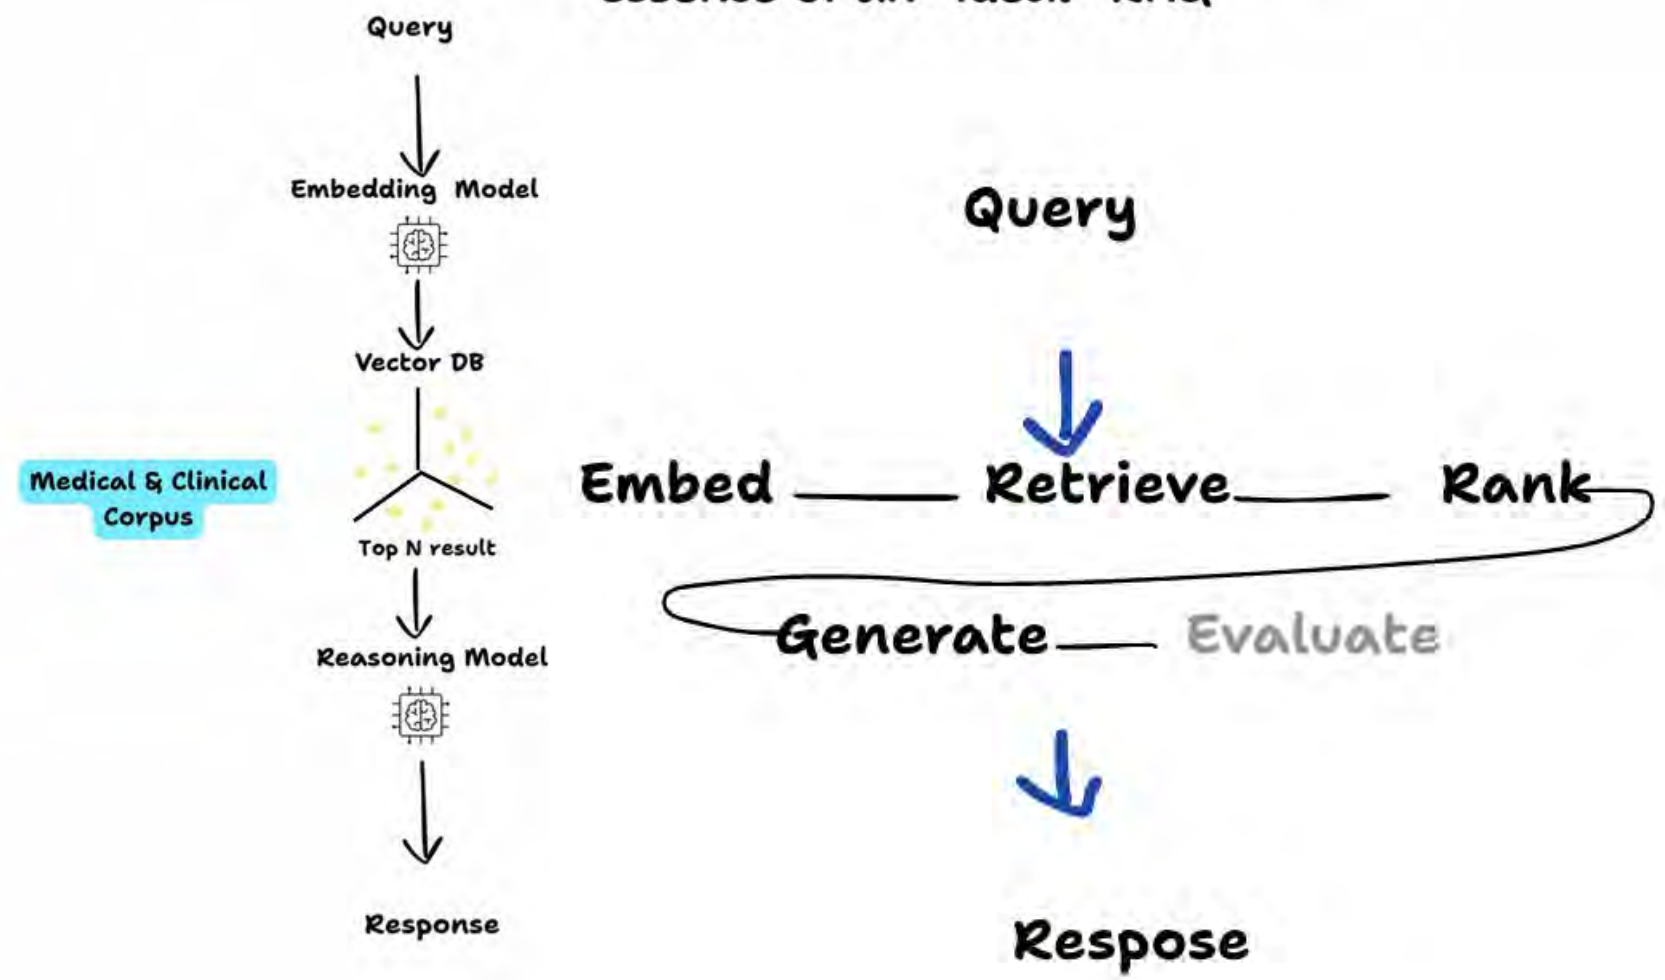 Query
Embedding Model
Vector DB
Medical & Clinical
Corpus
Top N result
Reasoning Model
Response
Query
Embed
Retrieve
Rank
Generate
Evaluate
Respose